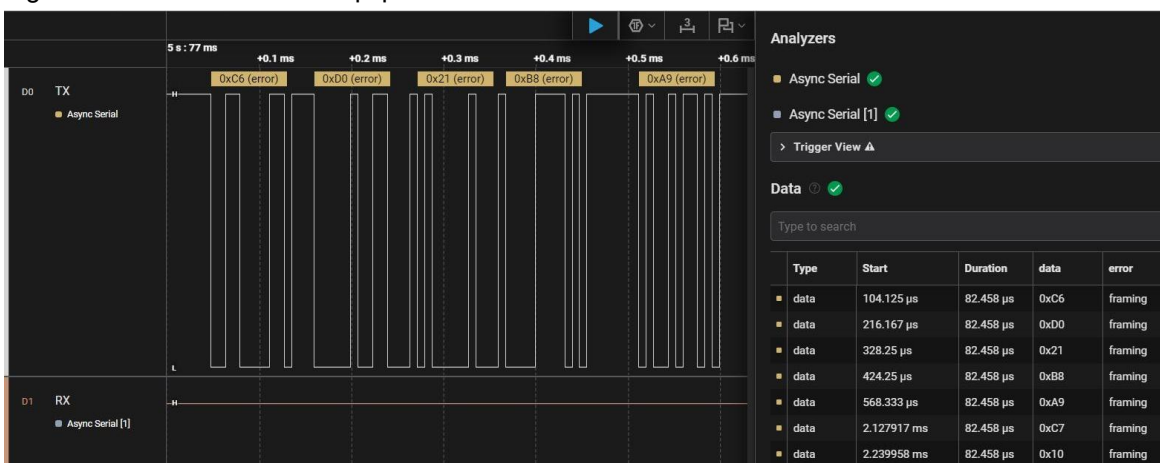 3
5 s : 77 ms
+0.1 ms +0.2 ms +0.3 ms +0.4 ms +0.5 ms +0.6 ms
0xC6 (error) 0xD0 (error) 0x21 (error) 0xB8 (error) 0xA9 (error)
D0 TX
Async Serial
H
L
D1 RX
H
Async Serial [1]
Analyzers
Async Serial
Async Serial [1]
> Trigger View
Data
Type to search
Type Start Duration data error
data 104.125 µs 82.458 µs 0xC6 framing
data 216.167 µs 82.458 µs 0xD0 framing
data 328.25 µs 82.458 µs 0x21 framing
data 424.25 µs 82.458 µs 0xB8 framing
data 568.333 µs 82.458 µs 0xA9 framing
data 2.127917 ms 82.458 µs 0xC7 framing
data 2.239958 ms 82.458 µs 0x10 framing